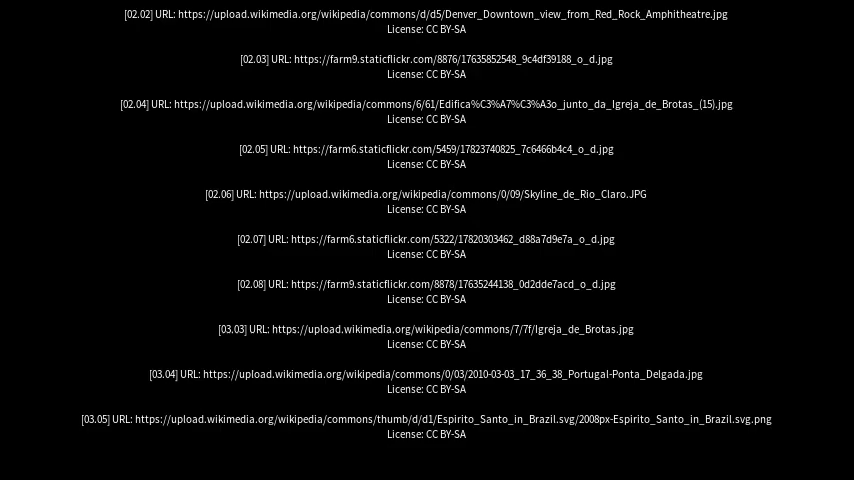 [02.02] URL: https://upload.wikimedia.org/wikipedia/commons/d/d5/Denver_Downtown_view_from_Red_Rock_Amphitheatre.jpg
License: CC BY-SA
[02.03] URL: https://farm9.staticflickr.com/8876/17635852548_9c4df39188_o_d.jpg
License: CC BY-SA
[02.04] URL: https://upload.wikimedia.org/wikipedia/commons/6/61/Edifica%C3%A7%C3%A3o_junto_da_Igreja_de_Brotas_(15).jpg
License: CC BY-SA
[02.05] URL: https://farm6.staticflickr.com/5459/17823740825_7c6466b4c4_o_d.jpg
License: CC BY-SA
[02.06] URL: https://upload.wikimedia.org/wikipedia/commons/0/09/Skyline_de_Rio_Claro.JPG
License: CC BY-SA
[02.07] URL: https://farm6.staticflickr.com/5322/17820303462_d88a7d9e7a_o_d.jpg
License: CC BY-SA
[02.08] URL: https://farm9.staticflickr.com/8878/17635244138_0d2dde7acd_o_d.jpg
License: CC BY-SA
[03.03] URL: https://upload.wikimedia.org/wikipedia/commons/7/7f/Igreja_de_Brotas.jpg
License: CC BY-SA
[03.04] URL: https://upload.wikimedia.org/wikipedia/commons/0/03/2010-03-03_17_36_38_Portugal-Ponta_Delgada.jpg
License: CC BY-SA
[03.05] URL: https://upload.wikimedia.org/wikipedia/commons/thumb/d/d1/Espirito_Santo_in_Brazil.svg/2008px-Espirito_Santo_in_Brazil.svg.png
License: CC BY-SA